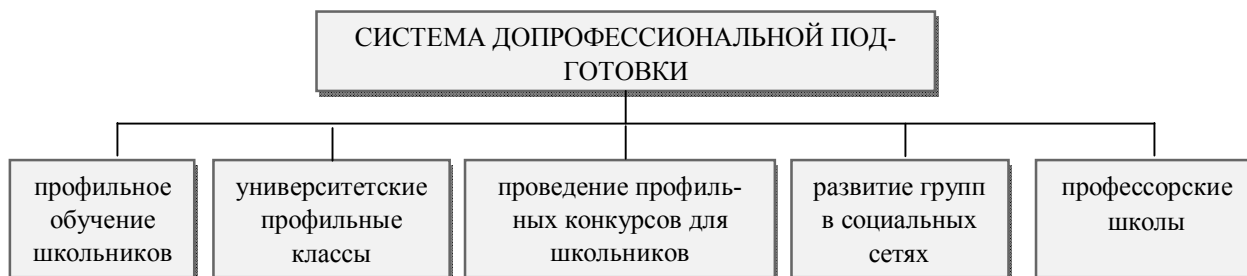 СИСТЕМА ДОПРОФЕССИОНАЛЬНОЙ ПОД-
ГОТОВКИ
профильное
обучение
школьников
университетские
профильные
классы
проведение профиль-
ных конкурсов для
школьников
развитие групп
в социальных
сетях
профессорские
школы